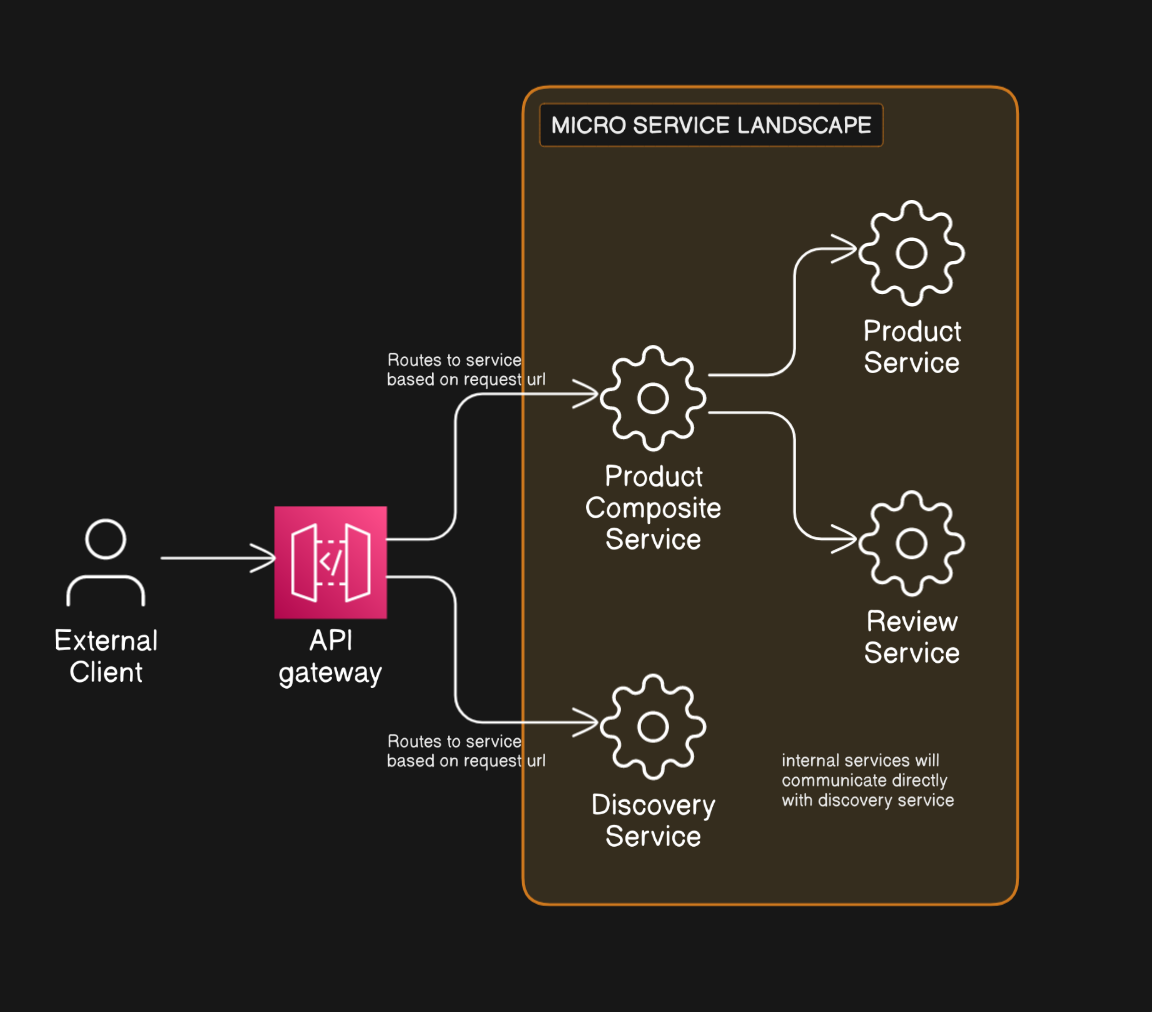 MICRO SERVICE LANDSCAPE
Product
Service
Routes to service
based on request url
Product
Composite
Service
External
Client
API
gateway
Review
Service
Routes to service
based on request url
Discovery
Service
internal services will
communicate directly
with discovery service